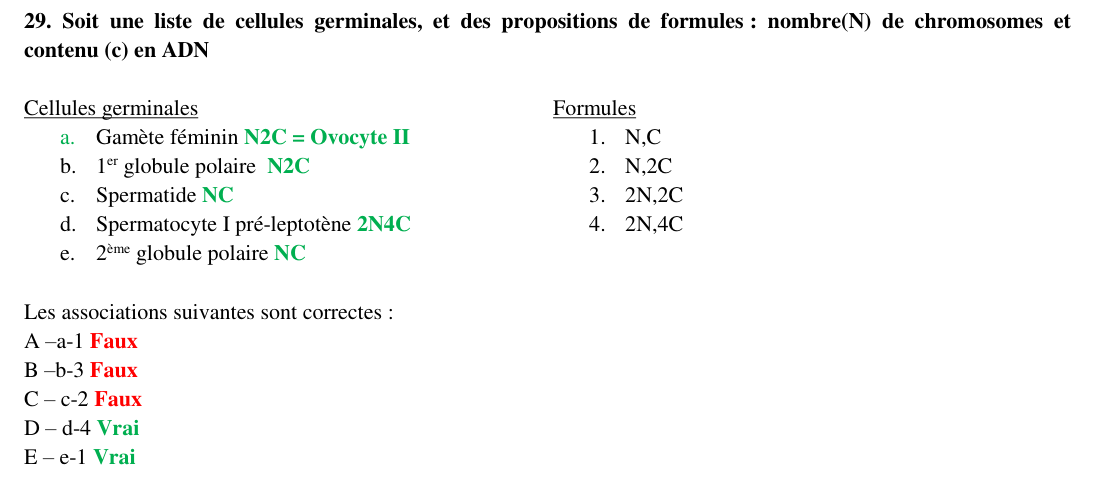 29. Soit une liste de cellules germinales, et des propositions de formules : nombre(N) de chromosomes et
contenu (c) en ADN
Cellules germinales
a. Gamète féminin N2C = Ovocyte II
b. 1er globule polaire N2C
c. Spermatide NC
d. Spermatocyte I pré-leptotène 2N4C
e. 2ème globule polaire NC
Formules
1. N,C
2. N,2C
3. 2N,2C
4. 2N,4C
Les associations suivantes sont correctes :
A –a-1 Faux
B –b-3 Faux
C – c-2 Faux
D – d-4 Vrai
E – e-1 Vrai